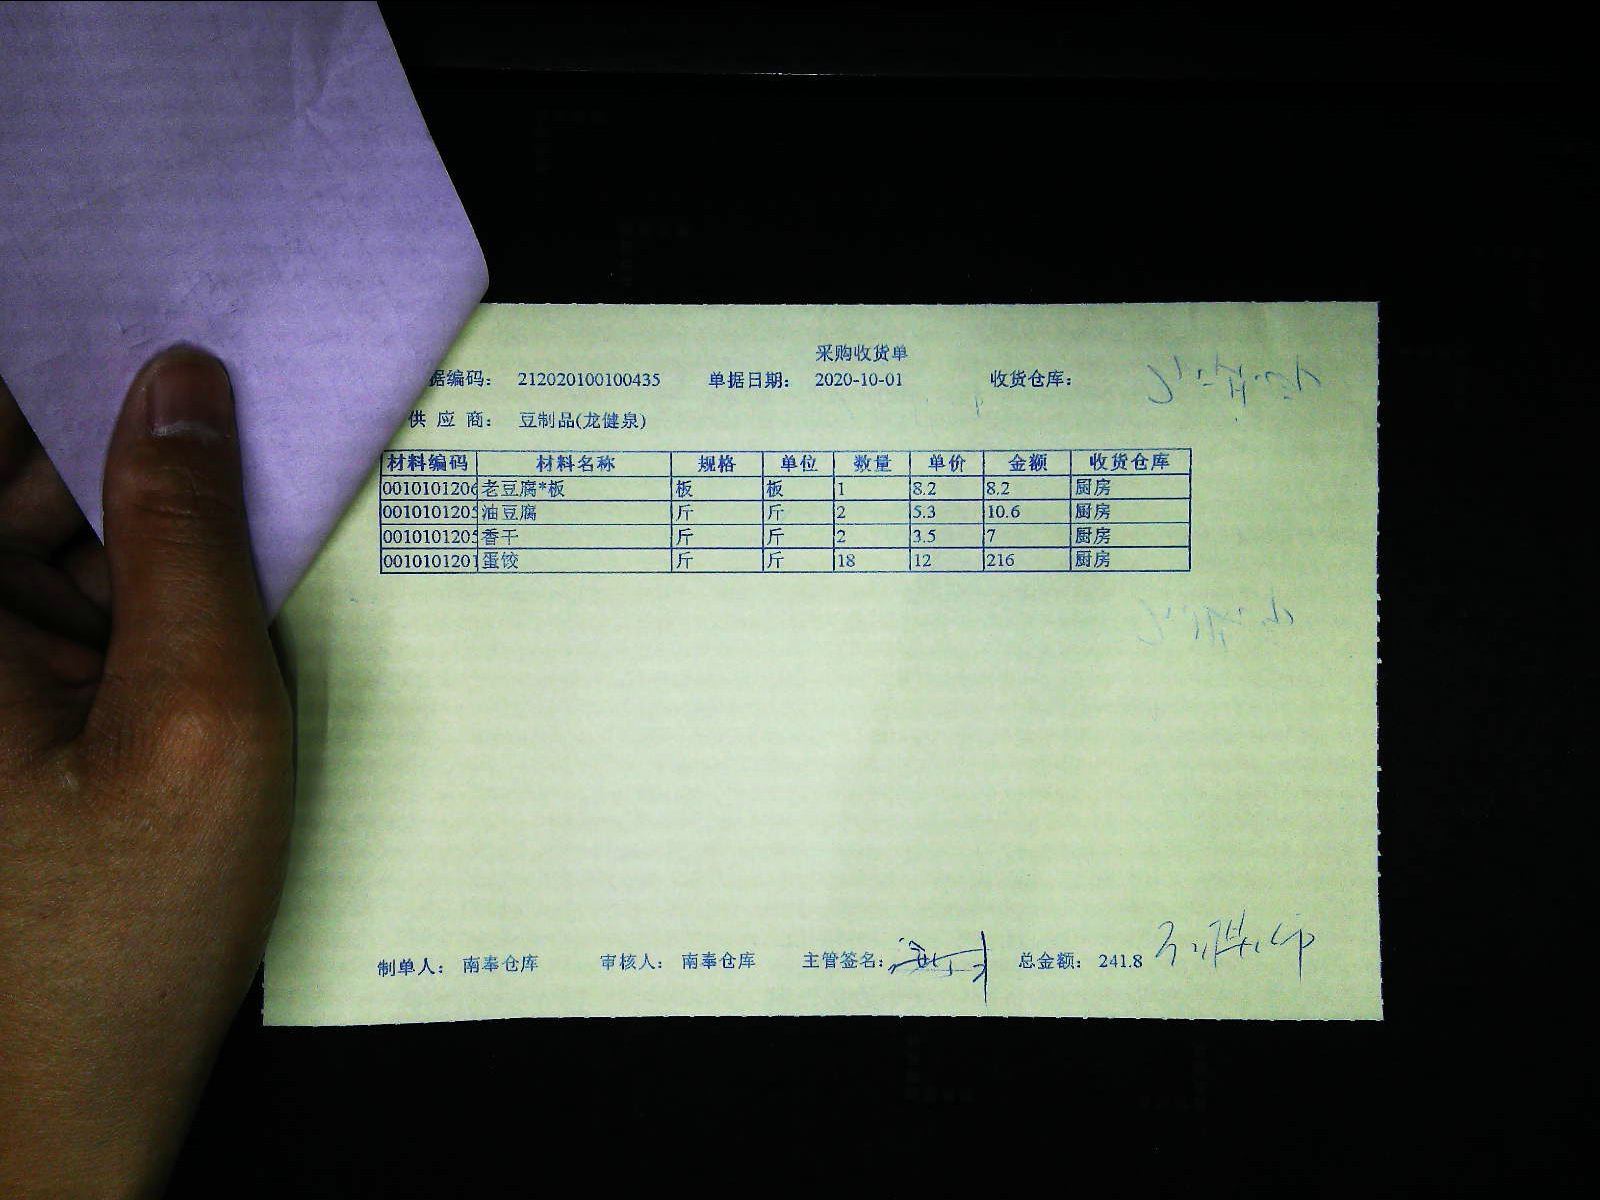 采购收货单
据编码： 212020100100435 单据日期： 2020-10-01 收货仓库：
供 应 商： 豆制品(龙健泉)
材料编码 材料名称 规格 单位 数量 单价 金额 收货仓库
0010101206 老豆腐*板 板 板 1 8.2 8.2 厨房
0010101205 油豆腐 斤 斤 2 5.3 10.6 厨房
0010101205 香干 斤 斤 2 3.5 7 厨房
0010101201 蛋饺 斤 斤 18 12 216 厨房
制单人： 南奉仓库 审核人： 南奉仓库 主管签名： 总金额： 241.8